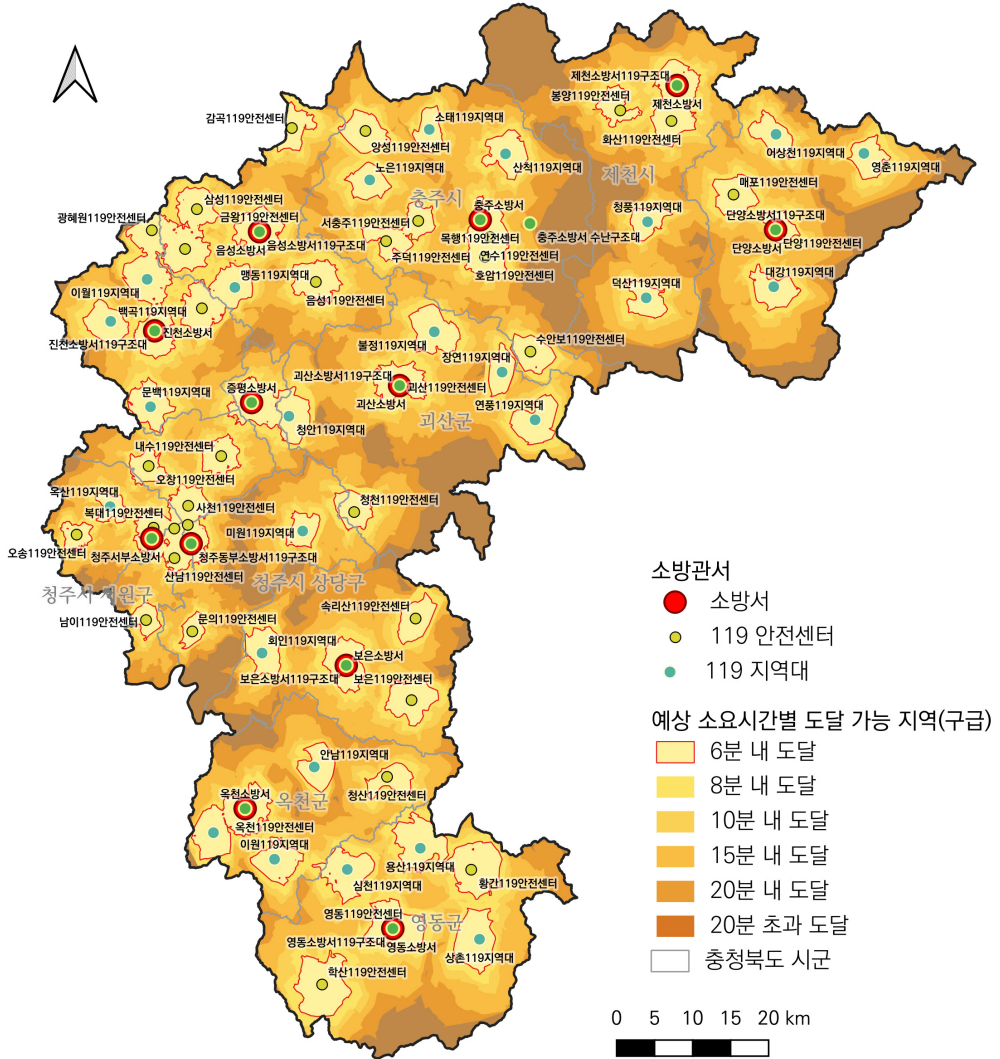 제천소방서119구조대
봉양119안전센터
제천소방서
화산119안전센터
감곡119안전센터
소태119지역대
앙성119안전센터
어상천119지역대
영춘119지역대
산척119지역대
노은119지역대
제천시
매포119안전센터
삼성119안전센터
충주시
충주소방서
청풍119지역대
광혜원119안전센터
금왕119안전센터
서충주119안전센터
단양소방서119구조대
목행119안전센터
충주소방서 수난구조대
음성소방서
음성소방서119구조대
단양소방서
단양119안전센터
주덕119안전센터
연수119안전센터
호암119안전센터
맹동119지역대
대강119지역대
덕산119지역대
이월119지역대
음성119안전센터
백곡119지역대
진천소방서
진천소방서119구조대
불정119지역대
수안보119안전센터
장연119지역대
괴산소방서119구조대
증평소방서
괴산119안전센터
문백119지역대
괴산소방서
연풍119지역대
청안119지역대
괴산군
내수119안전센터
오창119안전센터
옥산119지역대
청천119안전센터
사천119안전센터
복대119안전센터
미원119지역대
오송119안전센터
청주서부소방서
청주동부소방서119구조대
산남119안전센터
청주시 상당구
청주시 서원구
속리산119안전센터
남이119안전센터
문의119안전센터
회인119지역대
보은소방서
보은소방서119구조대
보은119안전센터
안남119지역대
옥천소방서
청산119안전센터
옥천군
옥천119안전센터
이원119지역대
용산119지역대
심천119지역대
황간119안전센터
영동119안전센터
영동군
영동소방서119구조대
영동소방서
상촌119지역대
학산119안전센터
소방관서
소방서
119 안전센터
119 지역대
예상 소요시간별 도달 가능 지역(구급)
6분 내 도달
8분 내 도달
10분 내 도달
15분 내 도달
20분 내 도달
20분 초과 도달
충청북도 시군
0 5 10 15 20 km